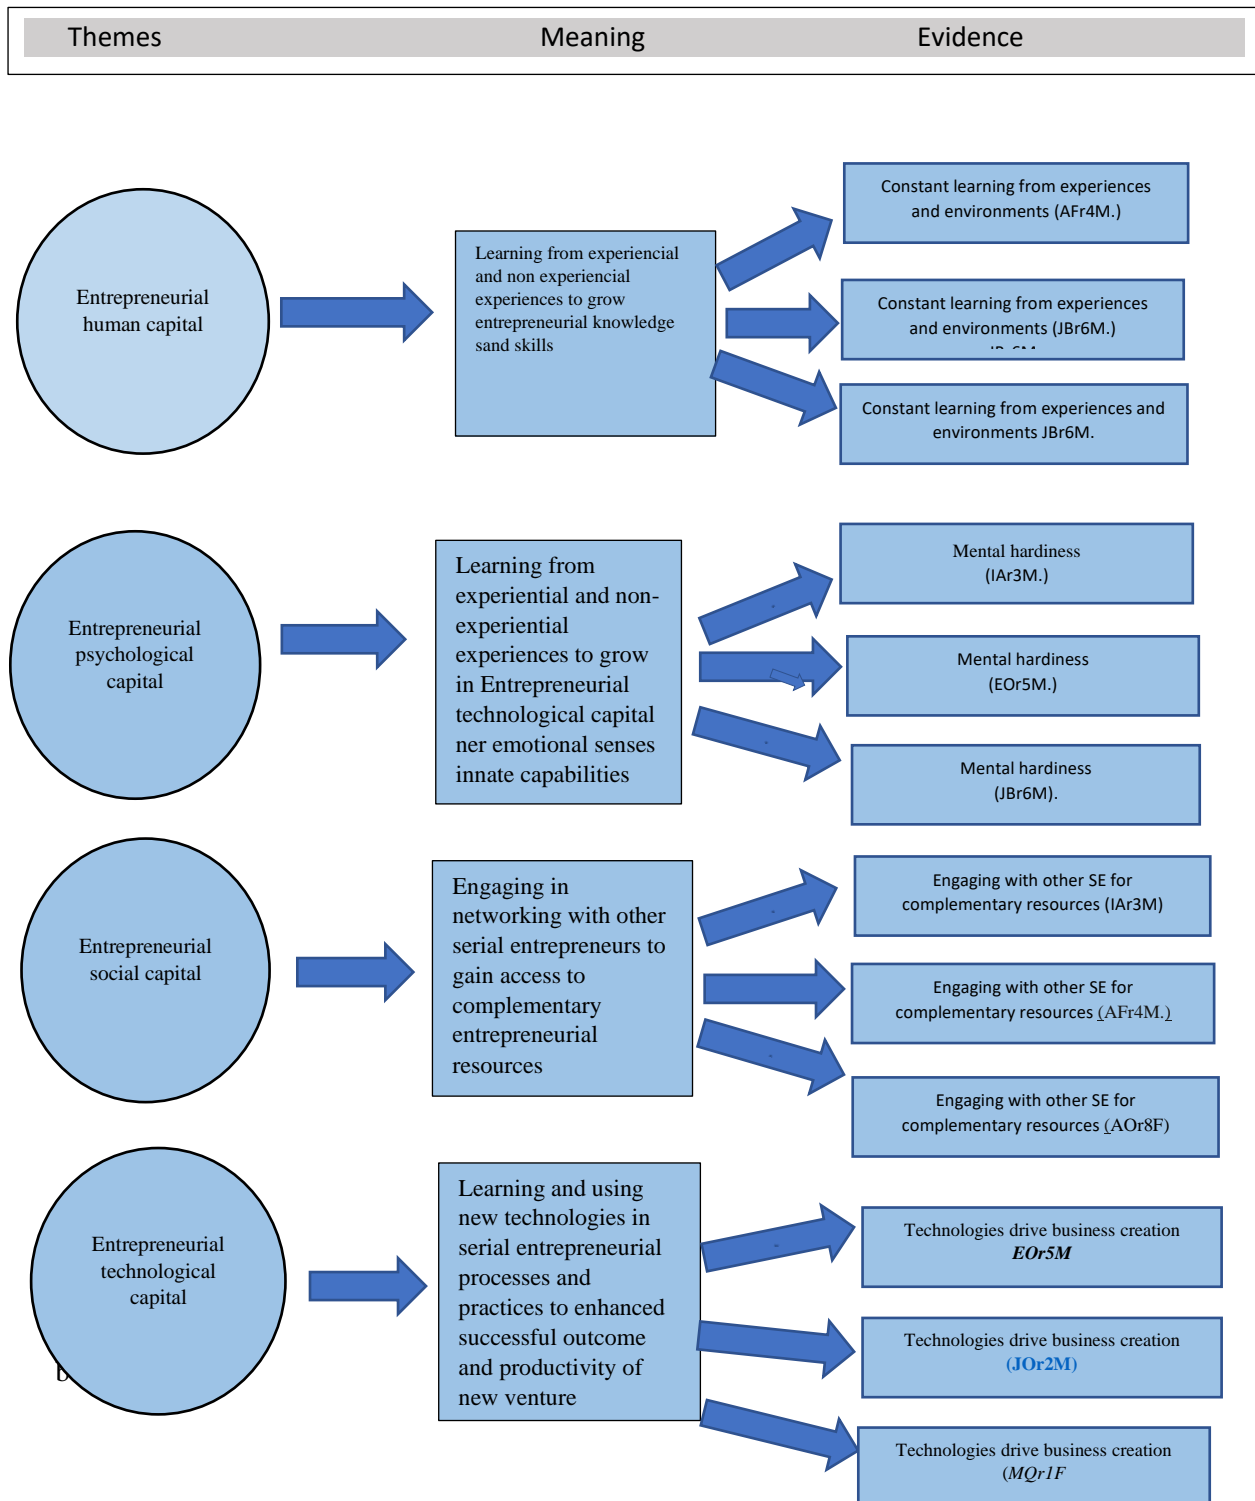 Themes Meaning Evidence
Entrepreneurial
human capital
Learning from experiencial
and non experiencial
experiences to grow
entrepreneurial knowledge
sand skills
Constant learning from experiences
and environments (AFr4M.)
Constant learning from experiences
and environments (JBr6M.)
Constant learning from experiences and
environments JBr6M.
Entrepreneurial
psychological
capital
Learning from
experiential and non-
experiential
experiences to grow
in Entrepreneurial
technological capital
ner emotional senses
innate capabilities
Mental hardiness
(IAr3M.)
Mental hardiness
(EOr5M.)
Mental hardiness
(JBr6M).
Entrepreneurial
social capital
Engaging in
networking with other
serial entrepreneurs to
gain access to
complementary
entrepreneurial
resources
Engaging with other SE for
complementary resources (IAr3M)
Engaging with other SE for
complementary resources (AFr4M.)
Engaging with other SE for
complementary resources (AOr8F)
Entrepreneurial
technological
capital
Learning and using
new technologies in
serial entrepreneurial
processes and
practices to enhanced
successful outcome
and productivity of
new venture
Technologies drive business creation
EOr5M
Technologies drive business creation
(JOr2M)
Technologies drive business creation
(MQr1F